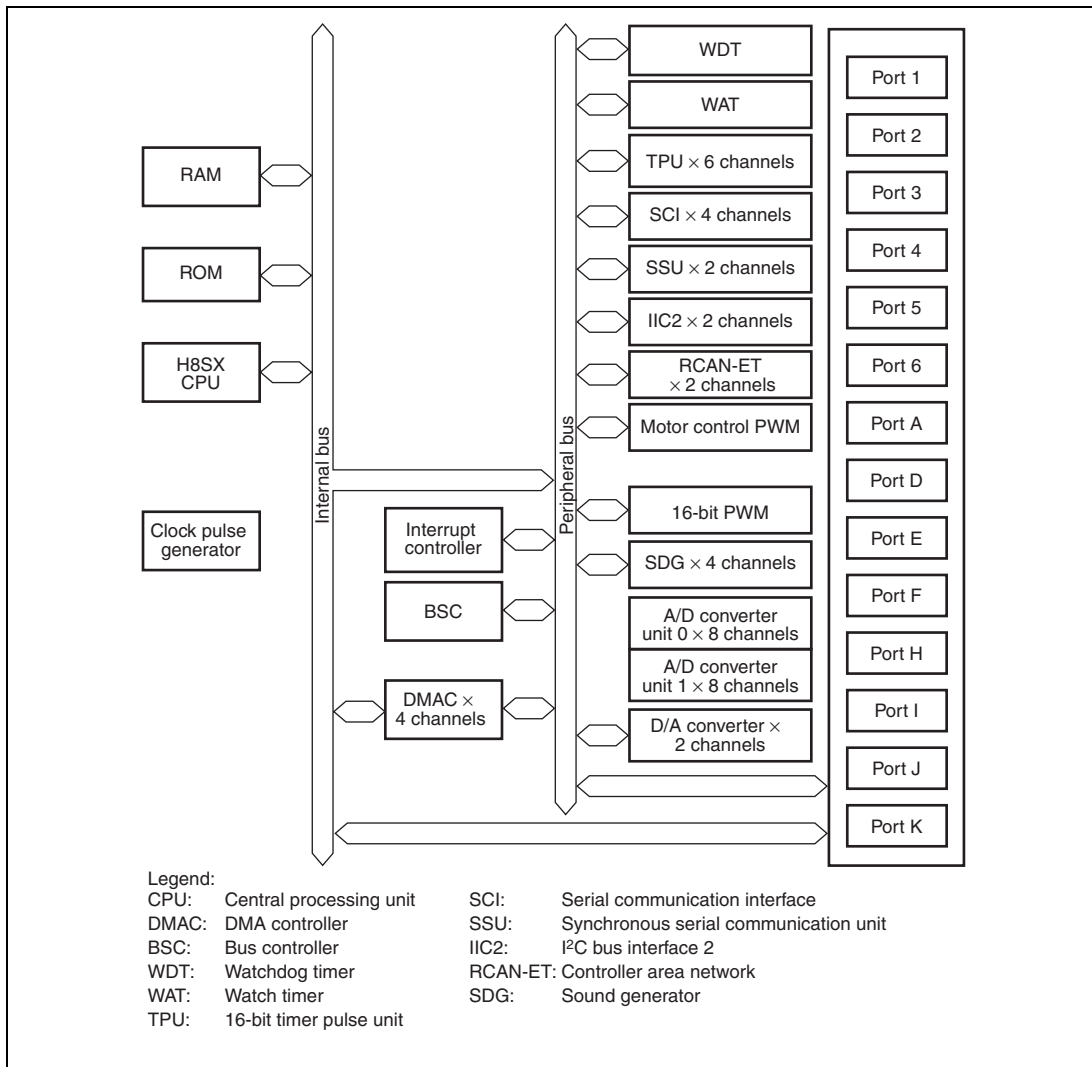 RAM
ROM
H8SX
CPU
Clock pulse
generator
Internal bus
Interrupt
controller
BSC
DMAC ×
4 channels
Peripheral bus
WDT
WAT
TPU × 6 channels
SCI × 4 channels
SSU × 2 channels
IIC2 × 2 channels
RCAN-ET
× 2 channels
Motor control PWM
16-bit PWM
SDG × 4 channels
A/D converter
unit 0 × 8 channels
A/D converter
unit 1 × 8 channels
D/A converter ×
2 channels
Port 1
Port 2
Port 3
Port 4
Port 5
Port 6
Port A
Port D
Port E
Port F
Port H
Port I
Port J
Port K
Legend:
CPU: Central processing unit
DMAC: DMA controller
BSC: Bus controller
WDT: Watchdog timer
WAT: Watch timer
TPU: 16-bit timer pulse unit
SCI: Serial communication interface
SSU: Synchronous serial communication unit
IIC2: I²C bus interface 2
RCAN-ET: Controller area network
SDG: Sound generator